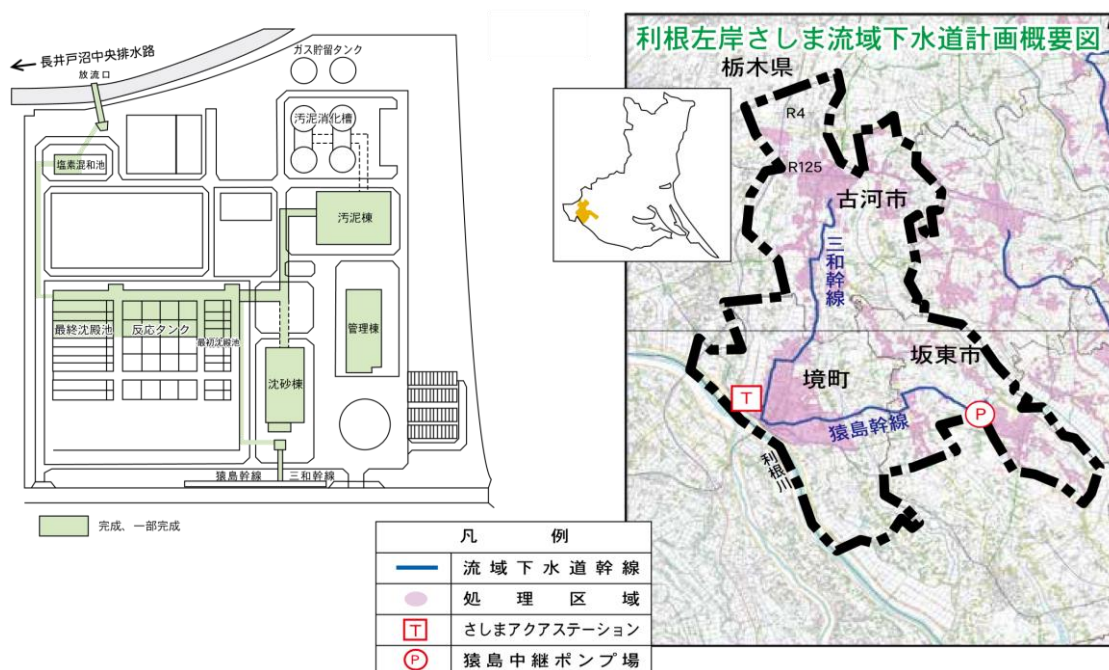 長井戸沼中央排水路
放流口
ガス貯留タンク
汚泥消化槽
塩素混和池
汚泥棟
最終沈殿池
反応タンク
最初沈殿池
管理棟
沈砂棟
猿島幹線
三和幹線
完成、一部完成
利根左岸さしま流域下水道計画概要図
栃木県
R4
R125
古河市
三和幹線
坂東市
境町
T
P
猿島幹線
利根川
凡例
流域下水道幹線
処理区域
T
さしまアクアステーション
P
猿島中継ポンプ場